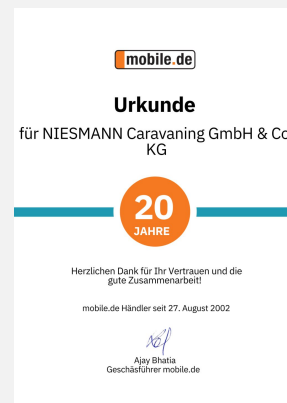 mobile.de
Urkunde
für NIESMANN Caravaning GmbH & Co
KG
20
JAHRE
Herzlichen Dank für Ihr Vertrauen und die
gute Zusammenarbeit!
mobile.de Händler seit 27. August 2002
Ajay Bhatia
Geschäsführer mobile.de